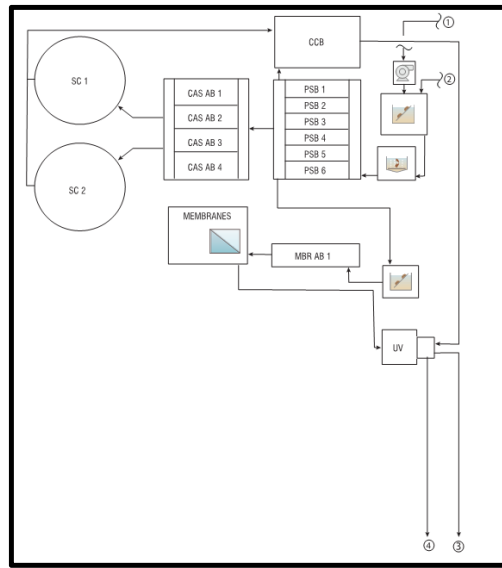 ①
CCB
②
SC 1
CAS AB 1
CAS AB 2
CAS AB 3
CAS AB 4
PSB 1
PSB 2
PSB 3
PSB 4
PSB 5
PSB 6
SC 2
MEMBRANES
MBR AB 1
UV
④
③